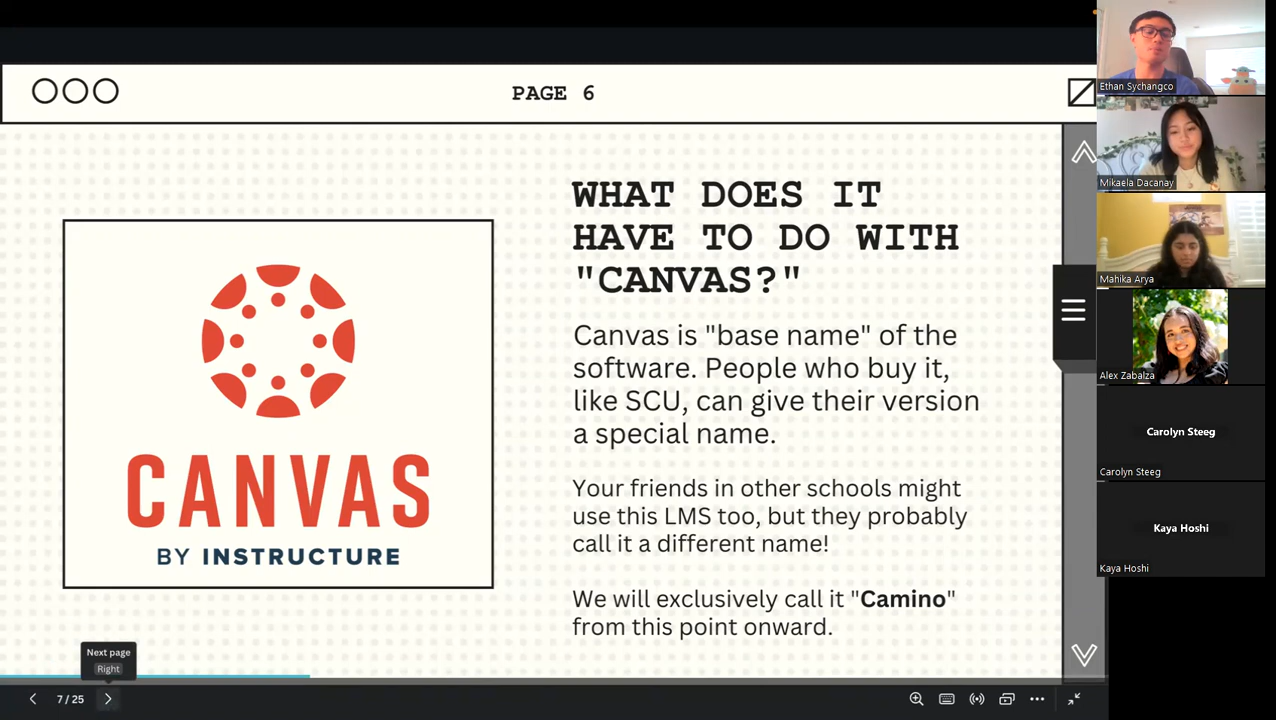 PAGE 6
WHAT DOES IT
HAVE TO DO WITH
"CANVAS?"
CANVAS
BY INSTRUCTURE
Canvas is "base name" of the
software. People who buy it,
like SCU, can give their version
a special name.
Your friends in other schools might
use this LMS too, but they probably
call it a different name!
We will exclusively call it "Camino"
from this point onward.
Next page
Right
7 / 25
Ethan Sychangco
Mikaela Dacanay
Mahika Arya
Alex Zabalza
Carolyn Steeg
Carolyn Steeg
Kaya Hoshi
Kaya Hoshi